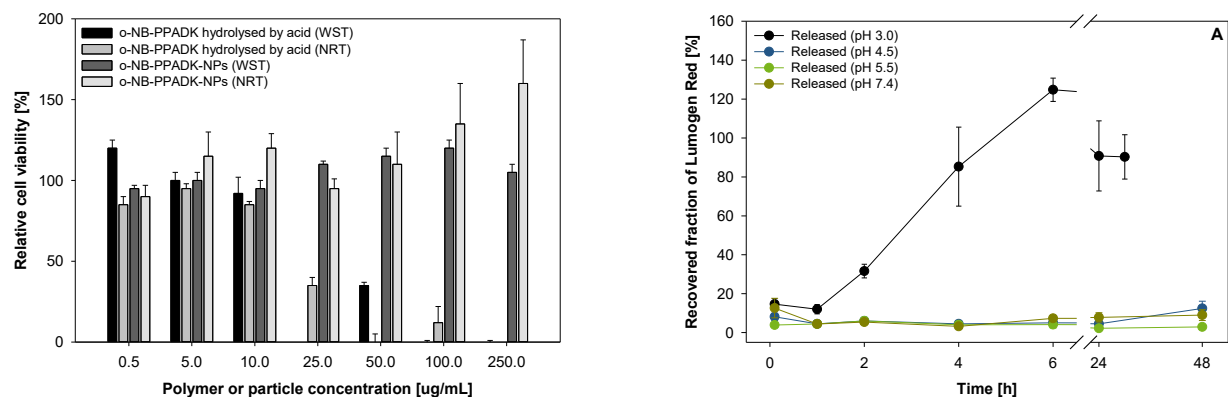 200
150
100
50
0
Relative cell viability [%]
o-NB-PPADK hydrolysed by acid (WST)
o-NB-PPADK hydrolysed by acid (NRT)
o-NB-PPADK-NPs (WST)
o-NB-PPADK-NPs (NRT)
0.5 5.0 10.0 25.0 50.0 100.0 250.0
Polymer or particle concentration [ug/mL]
A
160
140
120
100
80
60
40
20
0
Recovered fraction of Lumogen Red [%]
Released (pH 3.0)
Released (pH 4.5)
Released (pH 5.5)
Released (pH 7.4)
0 2 4 6 24 48
Time [h]